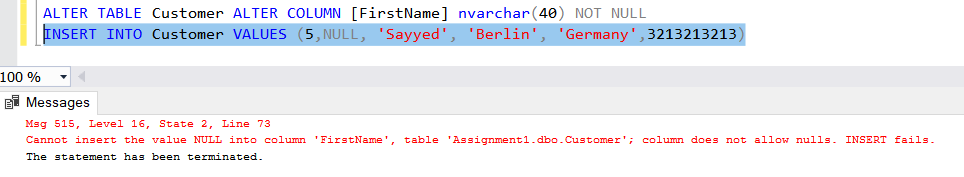 ALTER TABLE Customer ALTER COLUMN [FirstName] nvarchar(40) NOT NULL
INSERT INTO Customer VALUES (5,NULL, 'Sayyed', 'Berlin', 'Germany',3213213213)
100 %
Messages
Msg 515, Level 16, State 2, Line 73
Cannot insert the value NULL into column 'FirstName', table 'Assignment1.dbo.Customer'; column does not allow nulls. INSERT fails.
The statement has been terminated.